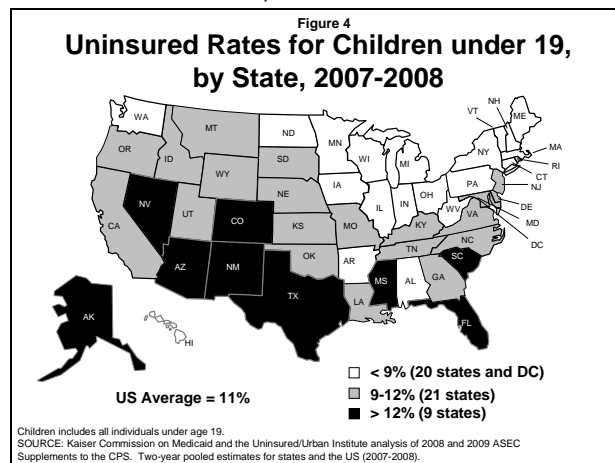 Figure 4
Uninsured Rates for Children under 19,
by State, 2007-2008
WA
MT
ND
MN
VT
NH
ME
OR
ID
SD
WI
MI
NY
MA
WY
RI
IA
PA
CT
NJ
NV
NE
IL
IN
OH
DE
UT
CO
WV
VA
MD
CA
KS
MO
KY
DC
NC
TN
AZ
NM
OK
AR
SC
MS
AL
GA
TX
LA
AK
HI
FL
US Average = 11%
< 9% (20 states and DC)
9-12% (21 states)
> 12% (9 states)
Children includes all individuals under age 19.
SOURCE: Kaiser Commission on Medicaid and the Uninsured/Urban Institute analysis of 2008 and 2009 ASEC
Supplements to the CPS.  Two-year pooled estimates for states and the US (2007-2008).